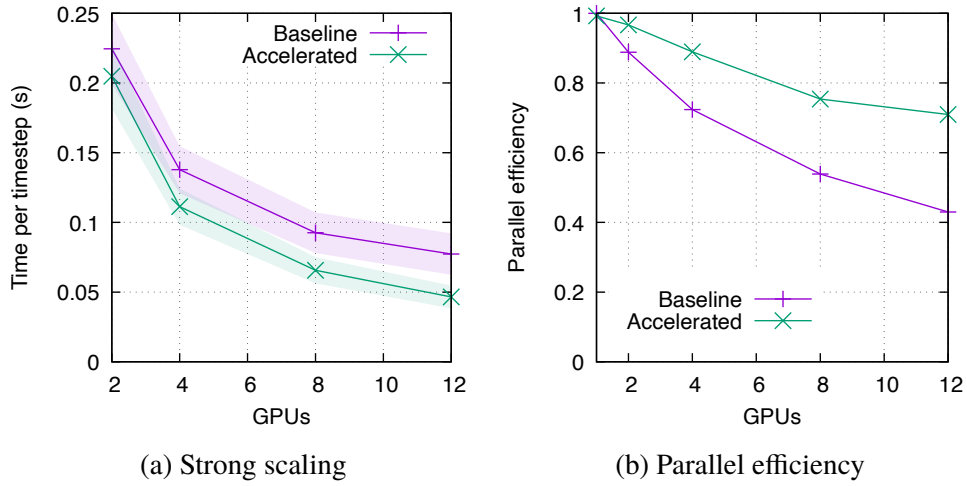 Baseline
Accelerated
0.25
0.2
0.15
0.1
0.05
0
Time per timestep (s)
2 4 6 8 10 12
GPUs
(a) Strong scaling
1
0.8
0.6
0.4
0.2
0
Parallel efficiency
Baseline
Accelerated
2 4 6 8 10 12
GPUs
(b) Parallel efficiency